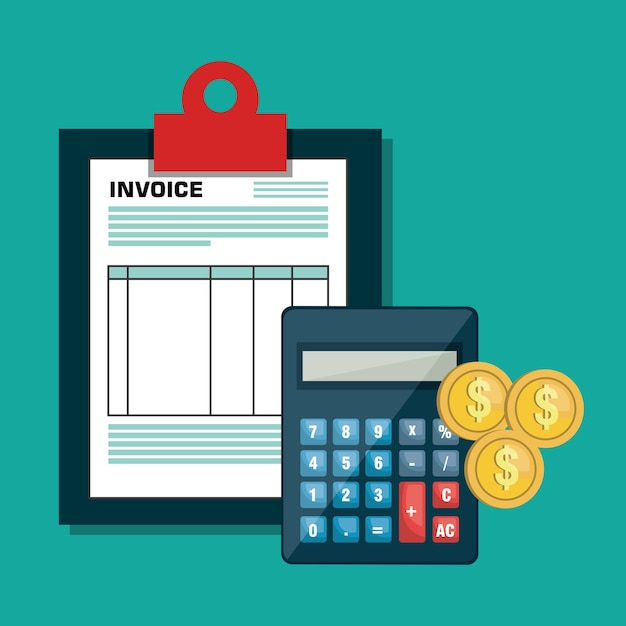 INVOICE
7 8 9 x %
4 5 6 - /
1 2 3 + C
0 . = AC
$ $
$